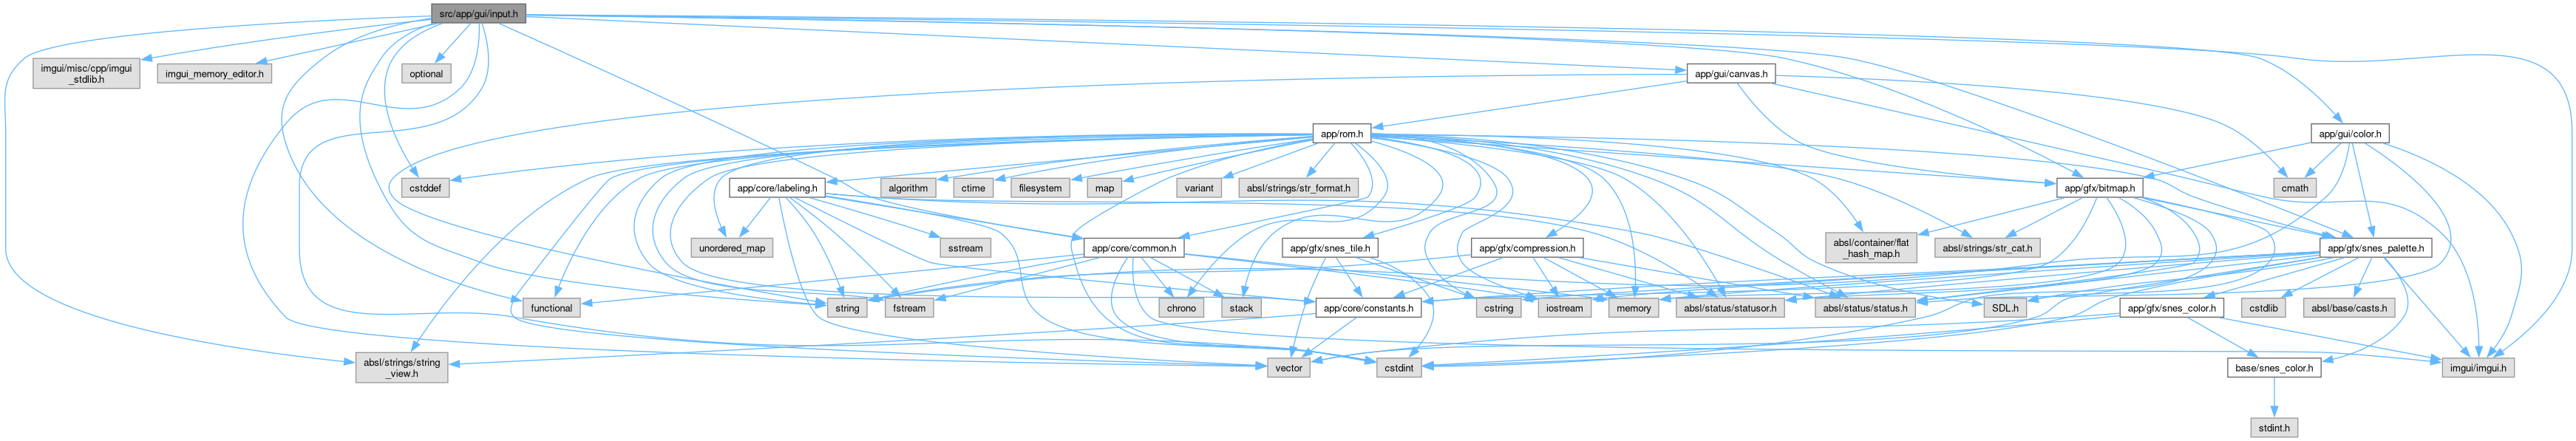 src/app/gui/input.h
imgui/misc/cpp/imgui
_stdlib.h
imgui_memory_editor.h
optional
app/gui/canvas.h
app/rom.h
app/gui/color.h
cstddef
app/core/labeling.h
algorithm
ctime
filesystem
map
variant
absl/strings/str_format.h
app/gfx/bitmap.h
cmath
unordered_map
sstream
app/core/common.h
app/gfx/snes_tile.h
app/gfx/compression.h
absl/container/flat
_hash_map.h
absl/strings/str_cat.h
app/gfx/snes_palette.h
functional
string
fstream
chrono
stack
app/core/constants.h
cstring
iostream
memory
absl/status/statusor.h
absl/status/status.h
SDL.h
app/gfx/snes_color.h
cstdlib
absl/base/casts.h
absl/strings/string
_view.h
vector
cstdint
base/snes_color.h
imgui/imgui.h
stdint.h